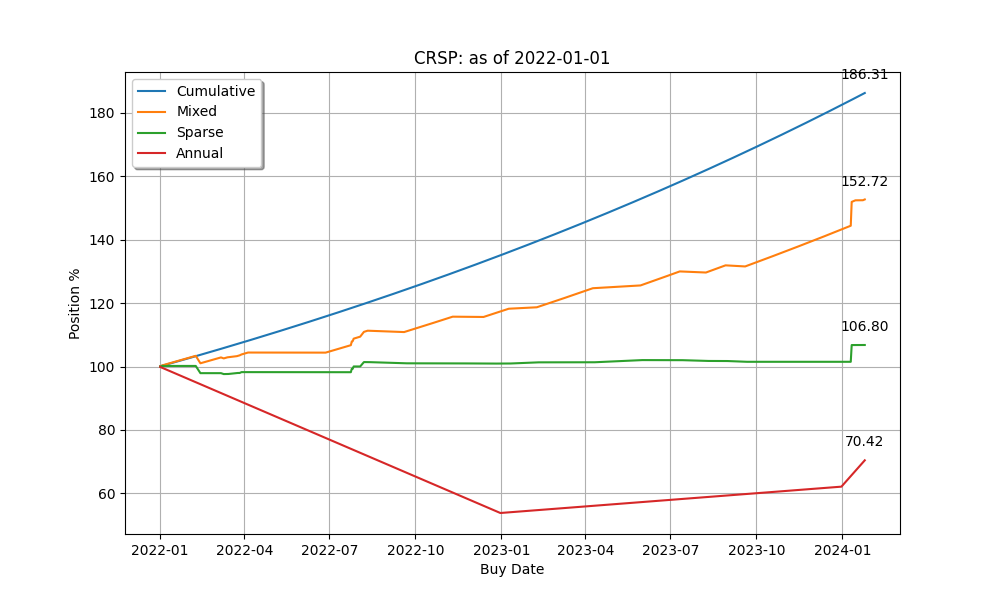 CRSP: as of 2022-01-01
Cumulative
Mixed
Sparse
Annual
186.31
152.72
106.80
70.42
Position %
180
160
140
120
100
80
60
2022-01 2022-04 2022-07 2022-10 2023-01 2023-04 2023-07 2023-10 2024-01
Buy Date